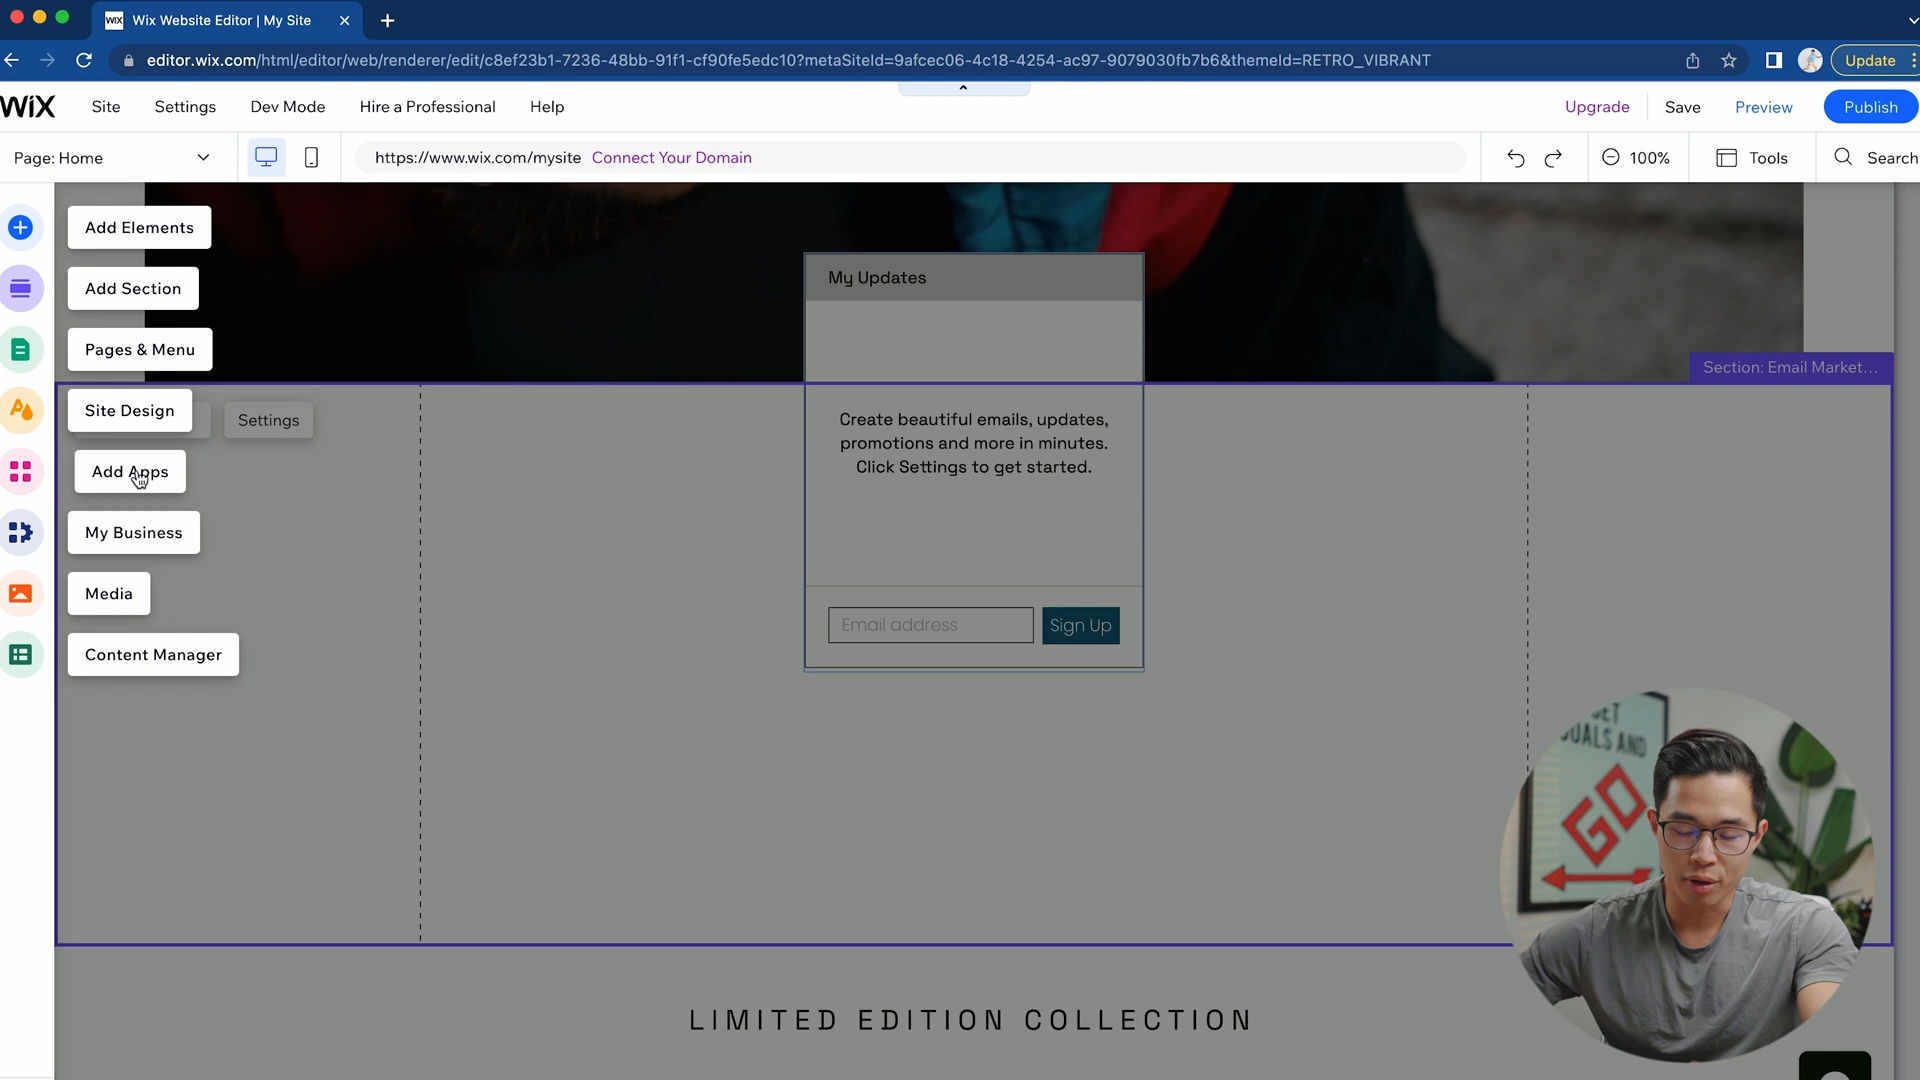 WiX Wix Website Editor | My Site
editor.wix.com/html/editor/web/renderer/edit/c8ef23b1-7236-48bb-91f1-cf90fe5edc10?metaSiteId=9afcec06-4c18-4254-ac97-9079030fb7b6&themeId=RETRO_VIBRANT
Update
WiX Site Settings Dev Mode Hire a Professional Help Upgrade Save Preview Publish
Page: Home https://www.wix.com/mysite Connect Your Domain 100% Tools Search
Add Elements
Add Section
Pages & Menu
Site Design
Settings
Add Apps
My Business
Media
Content Manager
My Updates
Section: Email Market...
Create beautiful emails, updates,
promotions and more in minutes.
Click Settings to get started.
Email address Sign Up
LIMITED EDITION COLLECTION
GOALS AND
GO